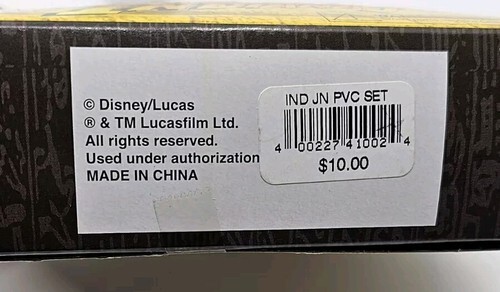 © Disney/Lucas
® & TM Lucasfilm Ltd.
All rights reserved.
Used under authorization
MADE IN CHINA
IND JN PVC SET
4 00227 41002 4
$10.00